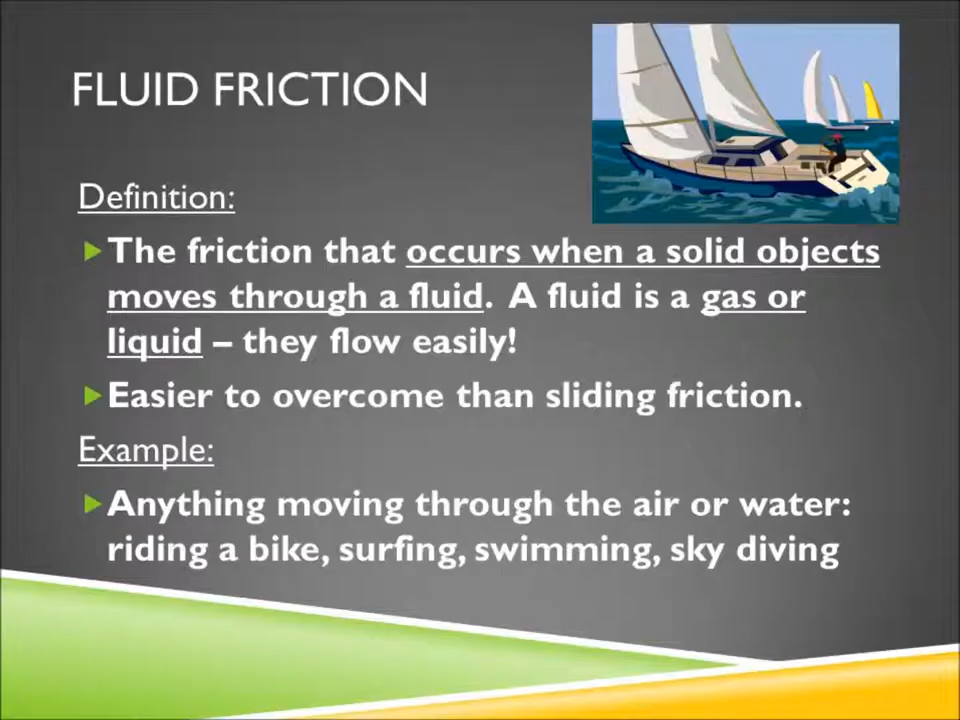 FLUID FRICTION
Definition:
The friction that occurs when a solid objects
moves through a fluid. A fluid is a gas or
liquid – they flow easily!
Easier to overcome than sliding friction.
Example:
Anything moving through the air or water:
riding a bike, surfing, swimming, sky diving